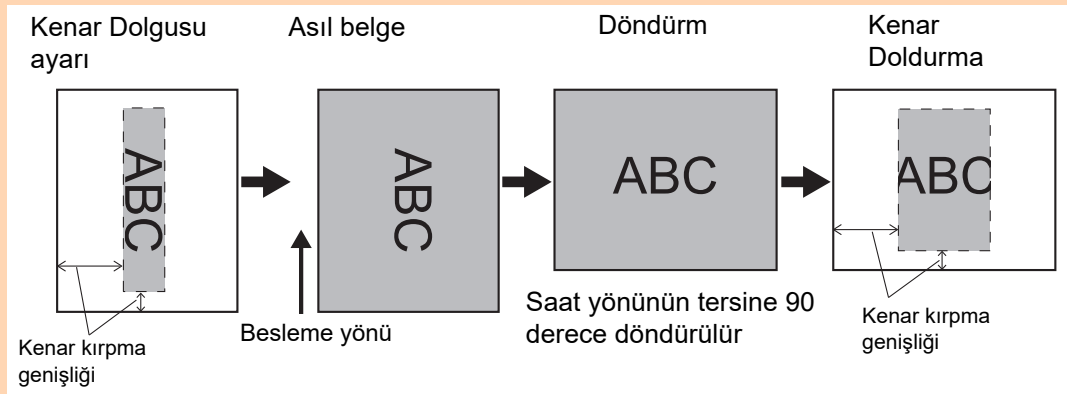 Kenar Dolgusu
ayarı
Asıl belge
Döndürm
Kenar
Doldurma
ABC
ABC
ABC
ABC
Besleme yönü
Saat yönünün tersine 90
derece döndürülür
Kenar kırpma
genişliği
Kenar kırpma
genişliği